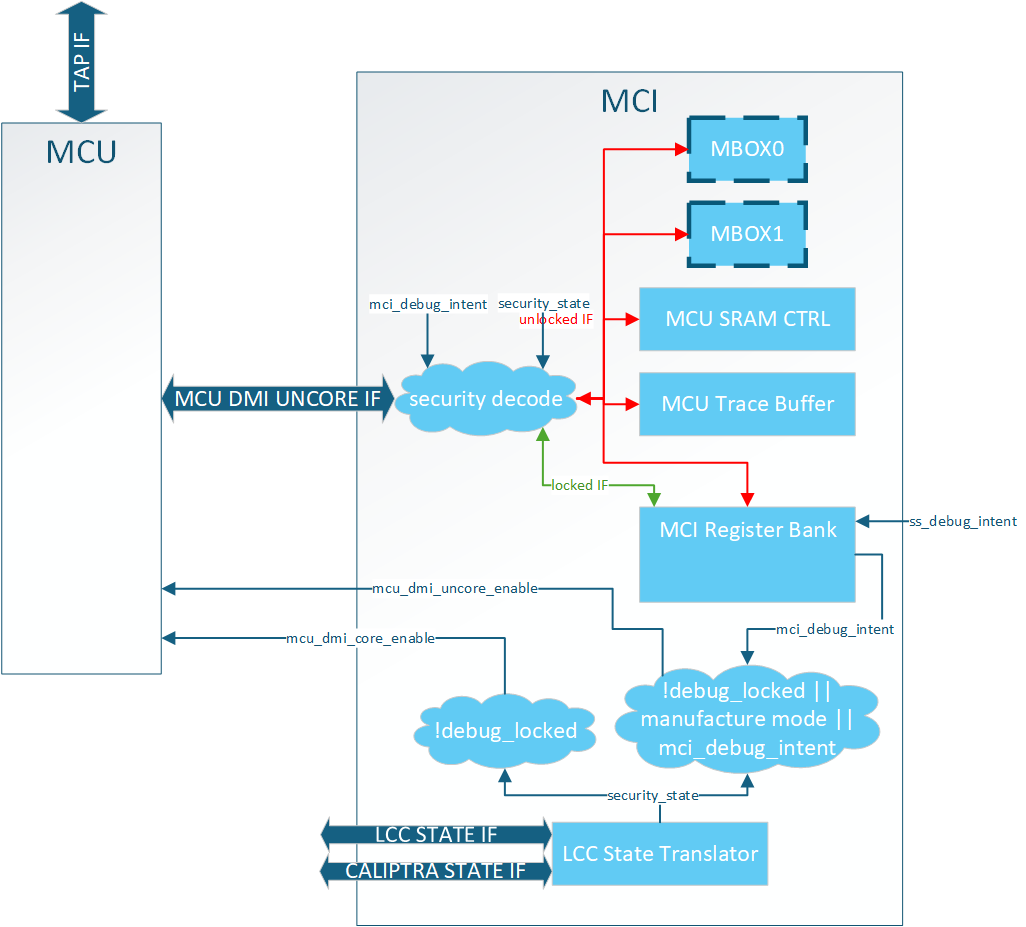 TAP IF
MCU
MCI
MBOX0
MBOX1
mci_debug_intent
security_state
unlocked IF
MCU SRAM CTRL
MCU DMI UNCORE IF
security decode
MCU Trace Buffer
locked IF
MCI Register Bank
ss_debug_intent
mcu_dmi_uncore_enable
mci_debug_intent
mcu_dmi_core_enable
!debug_locked ||
manufacture mode ||
mci_debug_intent
!debug_locked
security_state
LCC STATE IF
LCC State Translator
CALIPTRA STATE IF